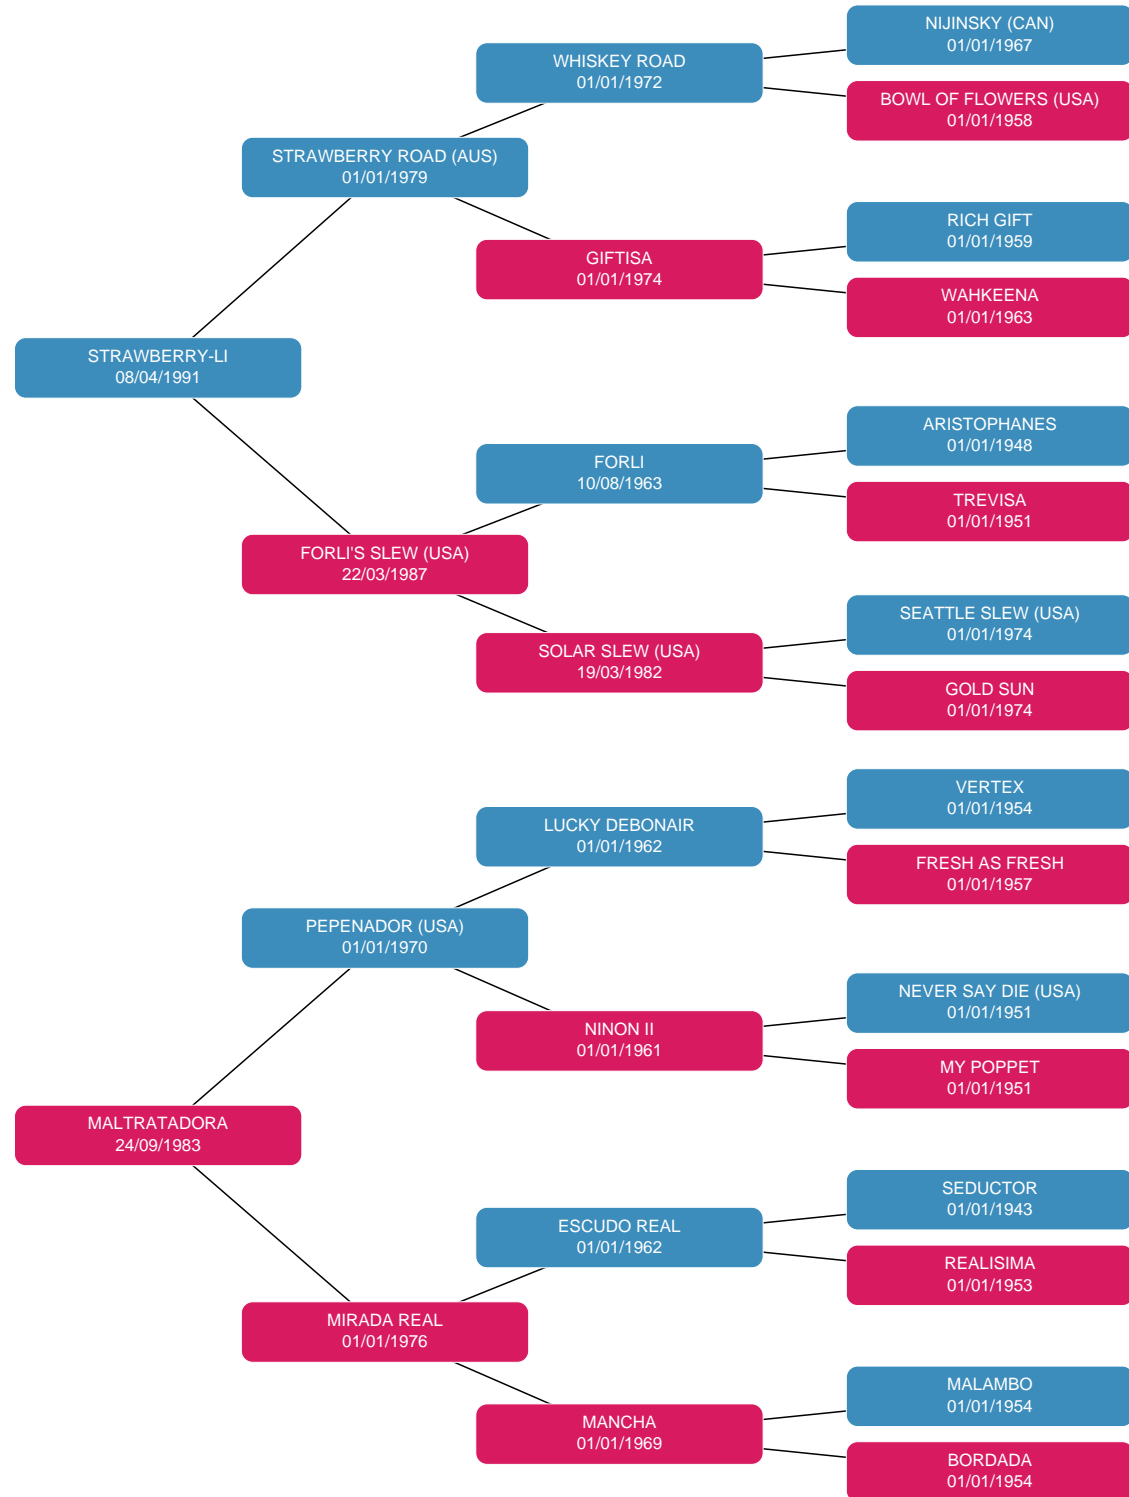 NIJINSKY (CAN)
01/01/1967
WHISKEY ROAD
01/01/1972
BOWL OF FLOWERS (USA)
01/01/1958
STRAWBERRY ROAD (AUS)
01/01/1979
RICH GIFT
01/01/1959
GIFTISA
01/01/1974
WAHKEENA
01/01/1963
STRAWBERRY-LI
08/04/1991
ARISTOPHANES
01/01/1948
FORLI
10/08/1963
TREVISA
01/01/1951
FORLI'S SLEW (USA)
22/03/1987
SEATTLE SLEW (USA)
01/01/1974
SOLAR SLEW (USA)
19/03/1982
GOLD SUN
01/01/1974
VERTEX
01/01/1954
LUCKY DEBONAIR
01/01/1962
FRESH AS FRESH
01/01/1957
PEPENADOR (USA)
01/01/1970
NEVER SAY DIE (USA)
01/01/1951
NINON II
01/01/1961
MY POPPET
01/01/1951
MALTRATADORA
24/09/1983
SEDUCTOR
01/01/1943
ESCUDO REAL
01/01/1962
REALISIMA
01/01/1953
MIRADA REAL
01/01/1976
MALAMBO
01/01/1954
MANCHA
01/01/1969
BORDADA
01/01/1954